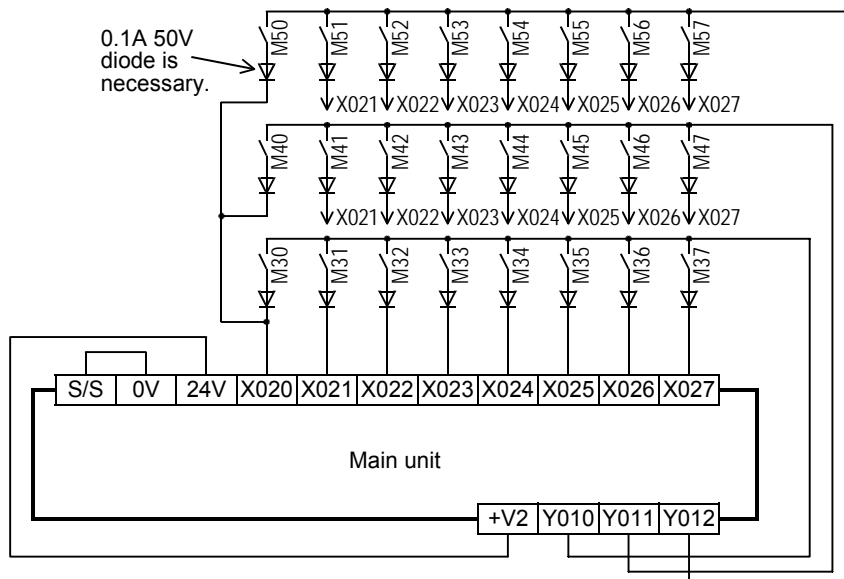 M50 M51 M52 M53 M54 M55 M56 M57
0.1A 50V
diode is
necessary.
X021 X022 X023 X024 X025 X026 X027
M40 M41 M42 M43 M44 M45 M46 M47
X021 X022 X023 X024 X025 X026 X027
M30 M31 M32 M33 M34 M35 M36 M37
S/S 0V 24V X020 X021 X022 X023 X024 X025 X026 X027
Main unit
+V2 Y010 Y011 Y012